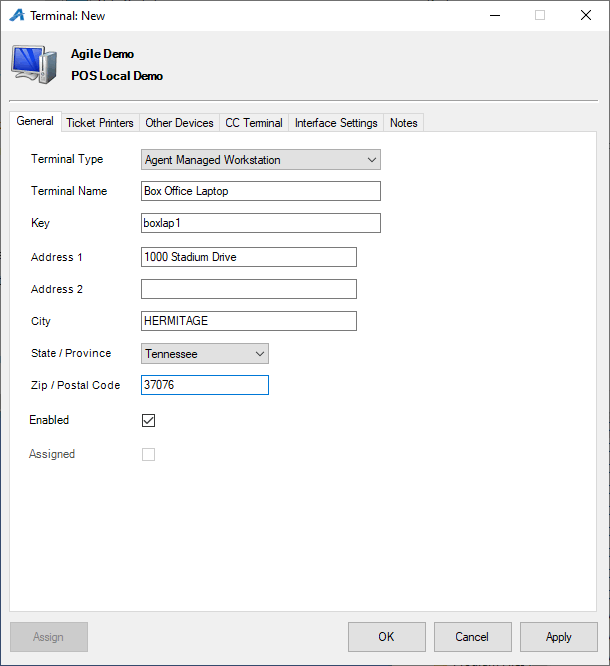 Terminal: New
Agile Demo
POS Local Demo
General Ticket Printers Other Devices CC Terminal Interface Settings Notes
Terminal Type Agent Managed Workstation
Terminal Name Box Office Laptop
Key boxlap1
Address 1 1000 Stadium Drive
Address 2
City HERMITAGE
State / Province Tennessee
Zip / Postal Code 37076
Enabled
Assigned
Assign OK Cancel Apply